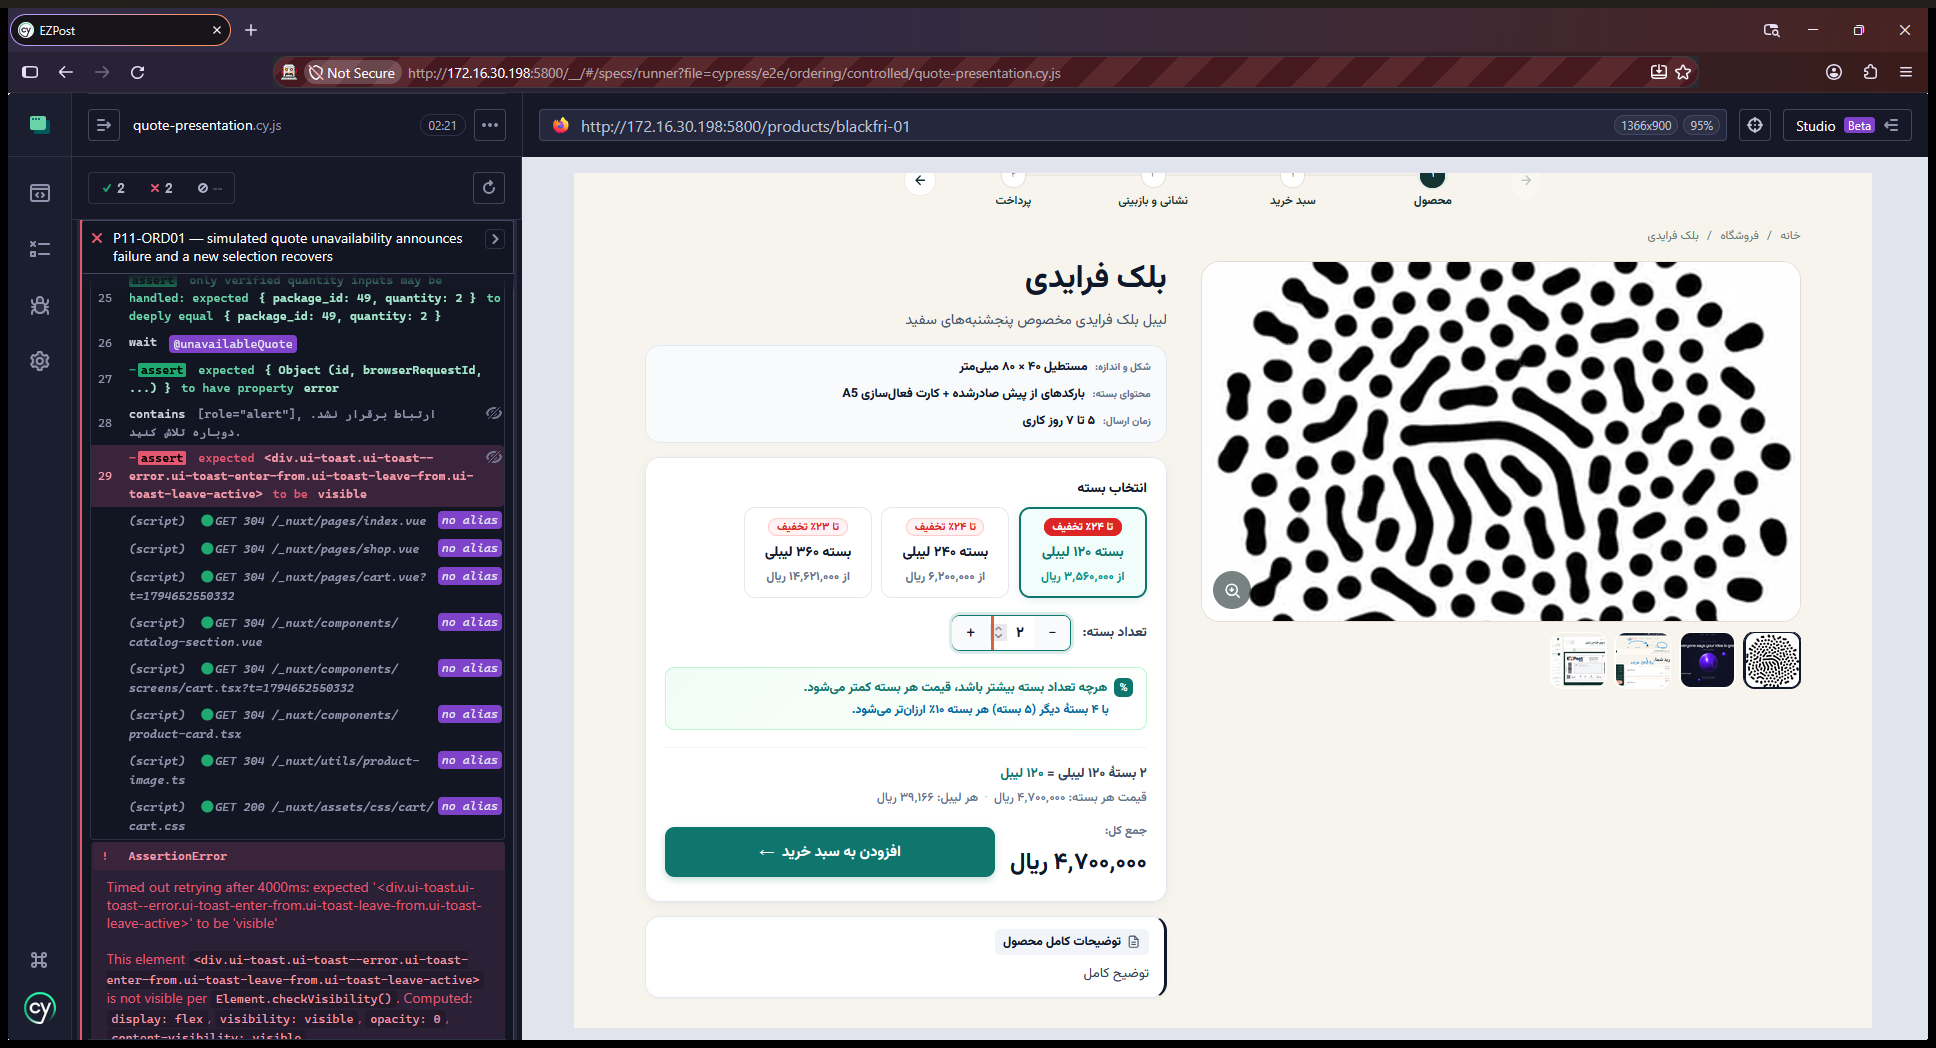 EZPost
Not Secure
http://172.16.30.198:5800/__/#/specs/runner?file=cypress/e2e/ordering/controlled/quote-presentation.cy.js
quote-presentation.cy.js
02:21
2
2
--
P11-ORD01 — simulated quote unavailability announces
failure and a new selection recovers
assert only verified quantity inputs may be
25 handled: expected { package_id: 49, quantity: 2 } to
deeply equal { package_id: 49, quantity: 2 }
26 wait @unavailableQuote
27 -assert expected { Object (id, browserRequestId,
...) } to have property error
28 contains [role="alert"], ارتباط برقرار نشد.
دوباره تلاش کنید.
-assert expected <div.ui-toast.ui-toast--
29 error.ui-toast-enter-from.ui-toast-leave-from.ui-
toast-leave-active> to be visible
(script) GET 304 /_nuxt/pages/index.vue no alias
(script) GET 304 /_nuxt/pages/shop.vue no alias
(script) GET 304 /_nuxt/pages/cart.vue? no alias
t=1794652550332
(script) GET 304 /_nuxt/components/ no alias
catalog-section.vue
(script) GET 304 /_nuxt/components/ no alias
screens/cart.tsx?t=1794652550332
(script) GET 304 /_nuxt/components/ no alias
product-card.tsx
(script) GET 304 /_nuxt/utils/product- no alias
image.ts
(script) GET 200 /_nuxt/assets/css/cart/ no alias
cart.css
! AssertionError
Timed out retrying after 4000ms: expected '<div.ui-toast.ui-
toast--error.ui-toast-enter-from.ui-toast-leave-from.ui-toast-
leave-active>' to be 'visible'
This element <div.ui-toast.ui-toast--error.ui-toast-
enter-from.ui-toast-leave-from.ui-toast-leave-active>
is not visible per Element.checkVisibility(). Computed:
display: flex, visibility: visible, opacity: 0,
content-visibility: visible
cy
http://172.16.30.198:5800/products/blackfri-01
1366x900
95%
Studio Beta
محصول
سبد خرید
نشانی و بازبینی
پرداخت
خانه / فروشگاه / بلک فرایدی
بلک فرایدی
لیبل بلک فرایدی مخصوص پنجشنبه‌های سفید
شکل و اندازه: مستطیل ۴۰ × ۸۰ میلی‌متر
محتوای بسته: بارکدهای از پیش صادرشده + کارت فعال‌سازی A5
زمان ارسال: ۵ تا ۷ روز کاری
انتخاب بسته
تا ۲۴٪ تخفیف
بسته ۱۲۰ لیبلی
از ۳,۵۶۰,۰۰۰ ریال
تا ۲۴٪ تخفیف
بسته ۲۴۰ لیبلی
از ۶,۲۰۰,۰۰۰ ریال
تا ۲۳٪ تخفیف
بسته ۳۶۰ لیبلی
از ۱۴,۶۲۱,۰۰۰ ریال
تعداد بسته:
− ۲ +
% هرچه تعداد بسته بیشتر باشد، قیمت هر بسته کمتر می‌شود.
با ۴ بستهٔ دیگر (۵ بسته) هر بسته ۱۰٪ ارزان‌تر می‌شود.
۲ بستهٔ ۱۲۰ لیبلی = ۱۲۰ لیبل
قیمت هر بسته: ۴,۷۰۰,۰۰۰ ریال · هر لیبل: ۳۹,۱۶۶ ریال
جمع کل:
۴,۷۰۰,۰۰۰ ریال
افزودن به سبد خرید ←
توضیحات کامل محصول
توضیح کامل